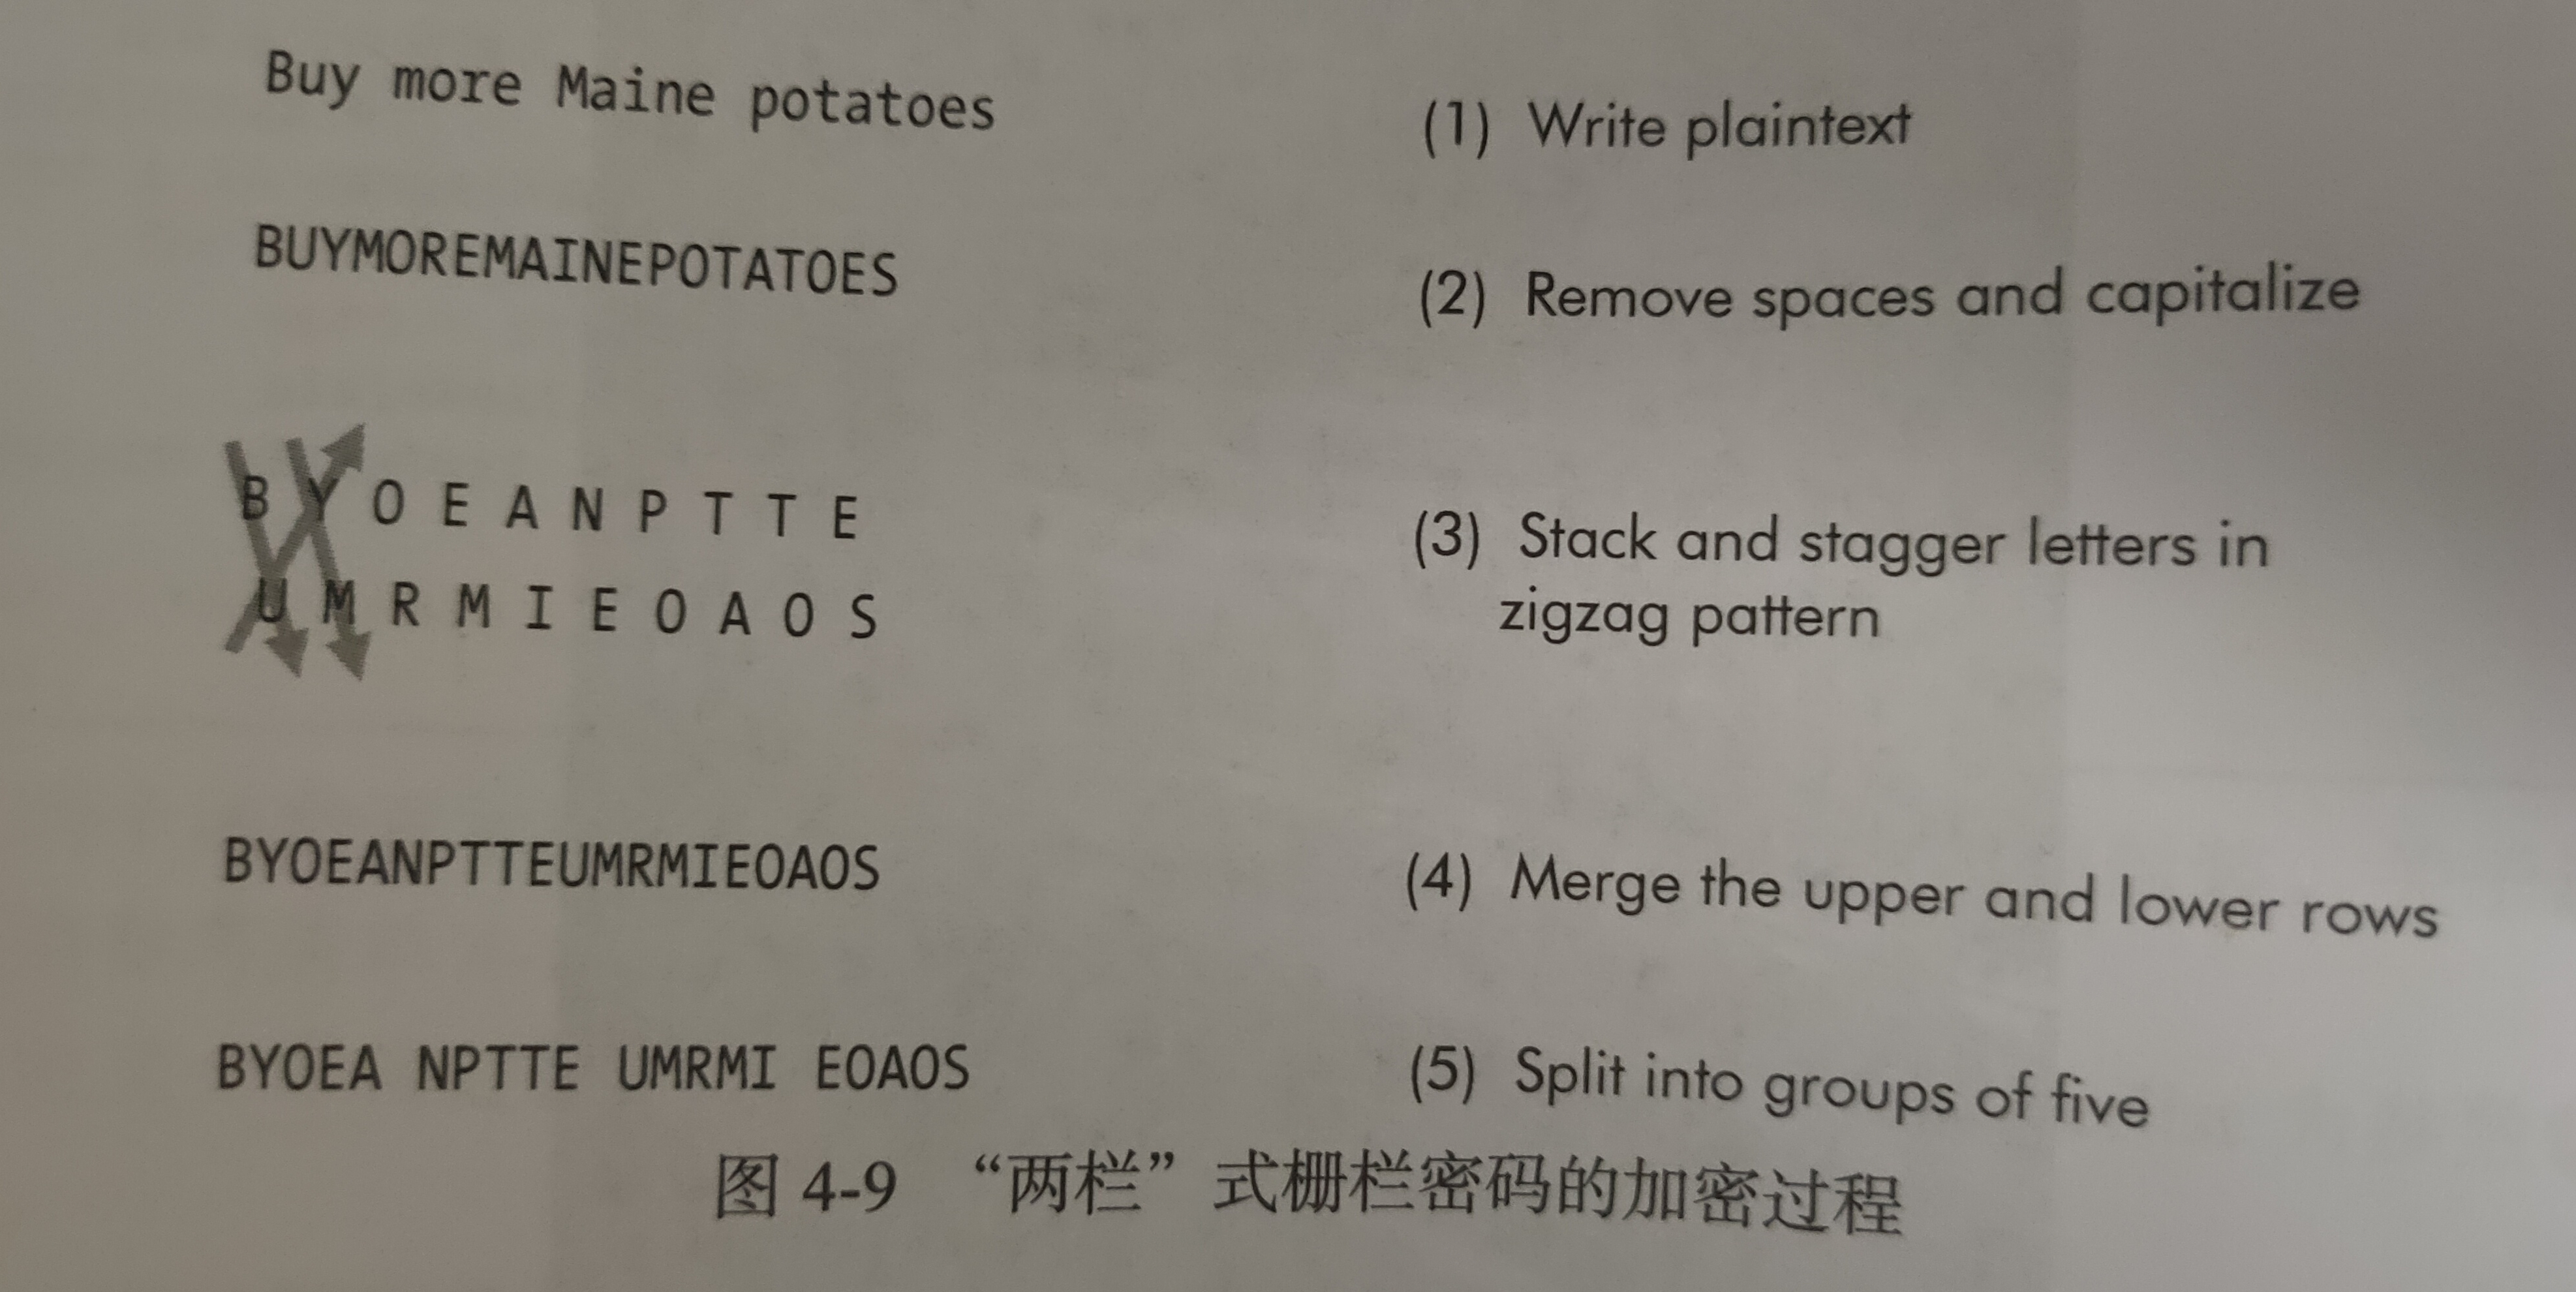 Buy more Maine potatoes
(1) Write plaintext
BUYMOREMAINEPOTATOES
(2) Remove spaces and capitalize
B Y O E A N P T T E
U M R M I E O A O S
(3) Stack and stagger letters in
zigzag pattern
BYOEANPTTEUMRMIEOAOS
(4) Merge the upper and lower rows
BYOEA NPTTE UMRMI EOAOS
(5) Split into groups of five
图 4-9 “两栏”式栅栏密码的加密过程